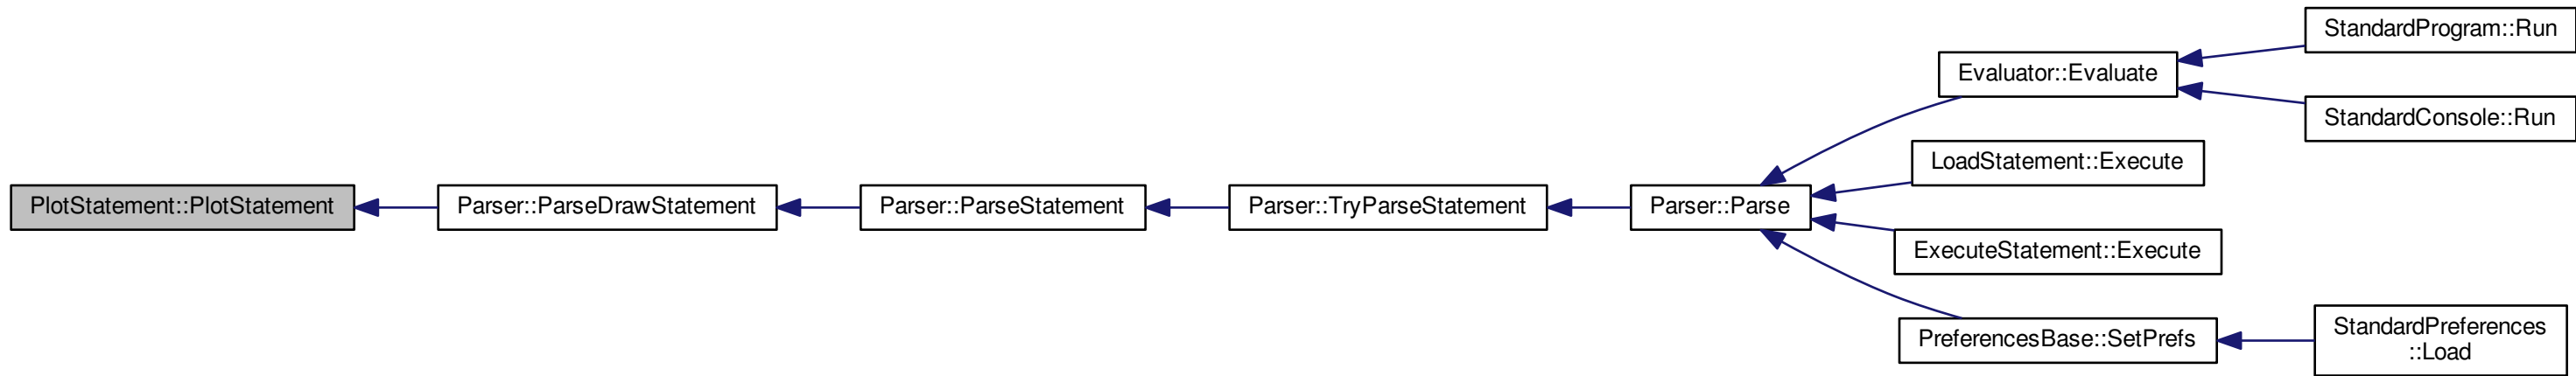 StandardProgram::Run
Evaluator::Evaluate
StandardConsole::Run
LoadStatement::Execute
PlotStatement::PlotStatement
Parser::ParseDrawStatement
Parser::ParseStatement
Parser::TryParseStatement
Parser::Parse
ExecuteStatement::Execute
PreferencesBase::SetPrefs
StandardPreferences
::Load